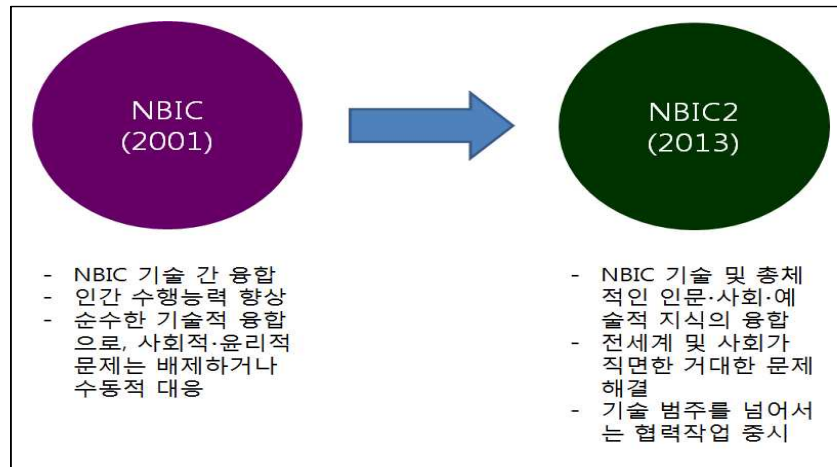 NBIC
(2001)
NBIC2
(2013)
- NBIC 기술 간 융합
- 인간 수행능력 향상
- 순수한 기술적 융합
으로, 사회적·윤리적
문제는 배제하거나
수동적 대응
- NBIC 기술 및 총체
적인 인문·사회·예
술적 지식의 융합
- 전세계 및 사회가
직면한 거대한 문제
해결
- 기술 범주를 넘어서
는 협력작업 중시